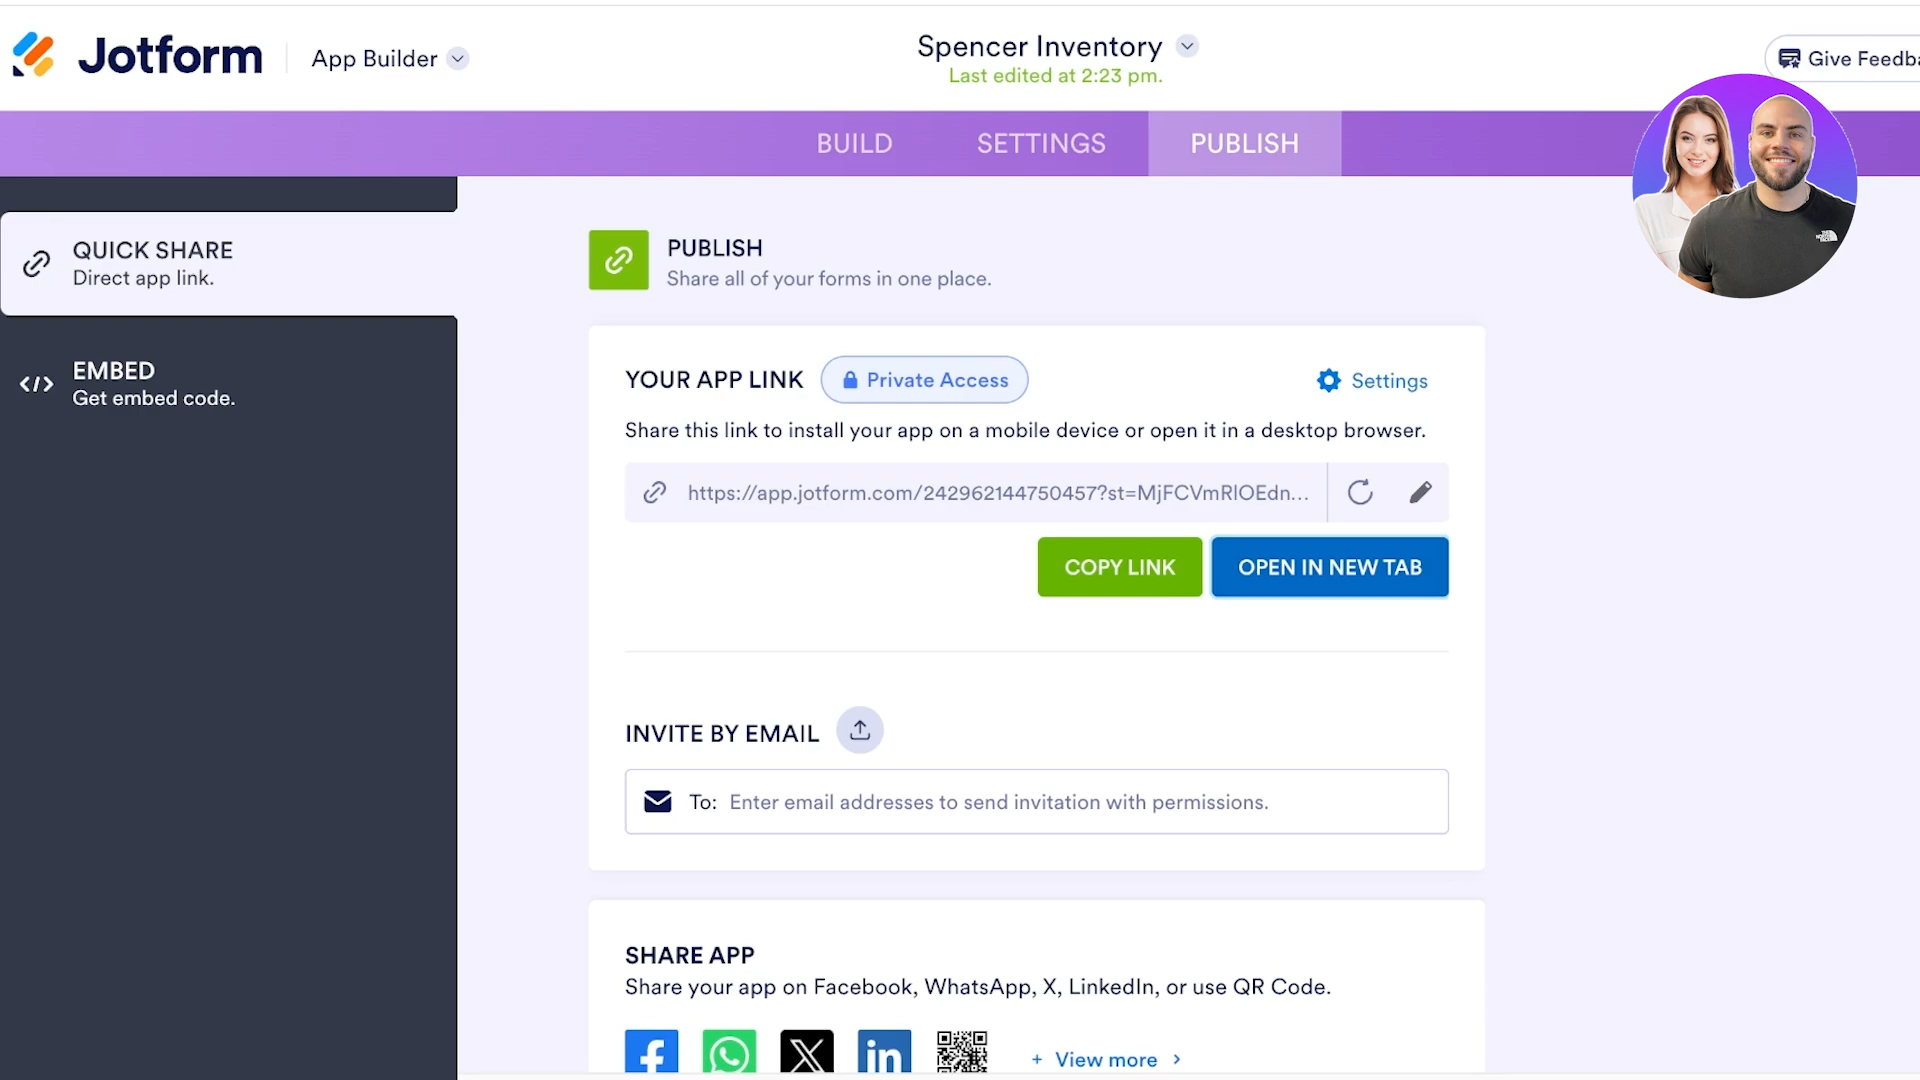 Jotform
App Builder
Spencer Inventory
Last edited at 2:23 pm.
Give Feedba
BUILD
SETTINGS
PUBLISH
QUICK SHARE
Direct app link.
EMBED
Get embed code.
PUBLISH
Share all of your forms in one place.
YOUR APP LINK
Private Access
Settings
Share this link to install your app on a mobile device or open it in a desktop browser.
https://app.jotform.com/242962144750457?st=MjFCVmRlOEdn...
COPY LINK
OPEN IN NEW TAB
INVITE BY EMAIL
To: Enter email addresses to send invitation with permissions.
SHARE APP
Share your app on Facebook, WhatsApp, X, LinkedIn, or use QR Code.
+ View more >